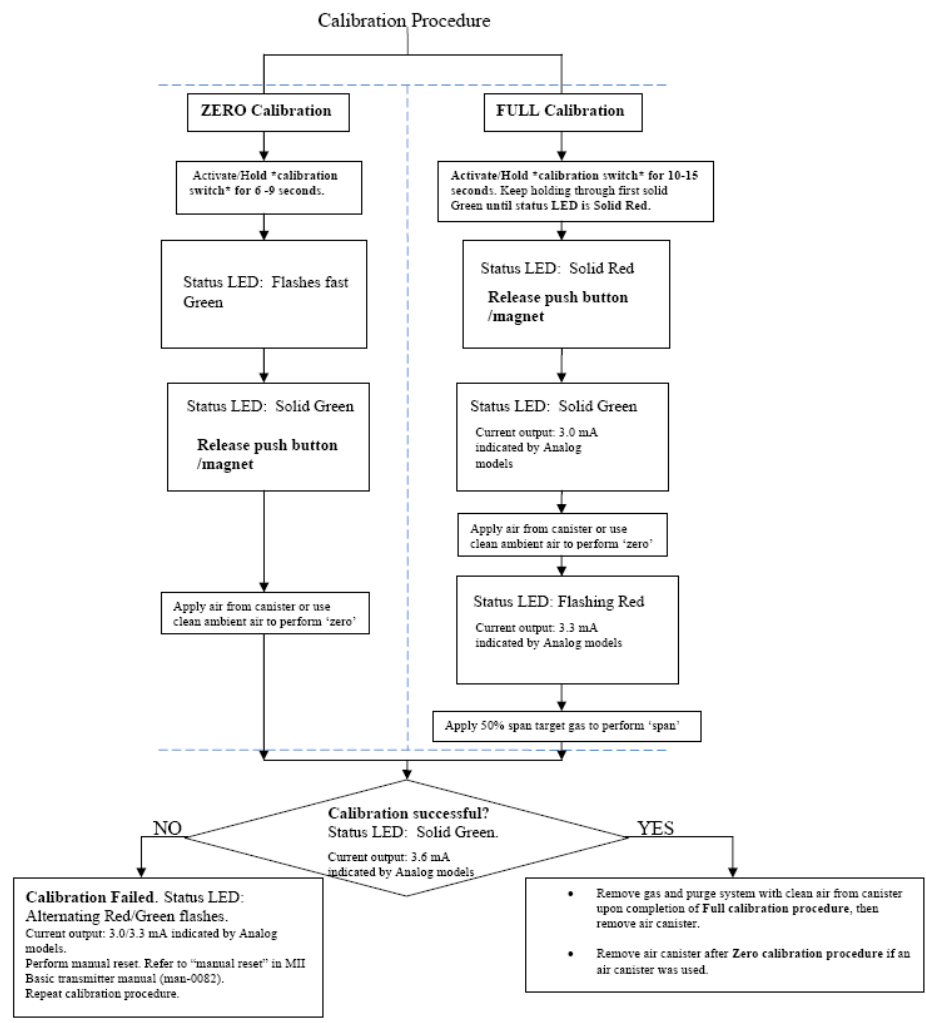 Calibration Procedure
ZERO Calibration
Activate/Hold *calibration
switch* for 6 -9 seconds.
Status LED: Flashes fast
Green
Status LED: Solid Green
Release push button
/magnet
Apply air from canister or use
clean ambient air to perform ‘zero’
FULL Calibration
Activate/Hold *calibration switch* for 10-15
seconds. Keep holding through first solid
Green until status LED is Solid Red.
Status LED: Solid Red
Release push button
/magnet
Status LED: Solid Green
Current output: 3.0 mA
indicated by Analog
models
Apply air from canister or use
clean ambient air to perform ‘zero’
Status LED: Flashing Red
Current output: 3.3 mA
indicated by Analog models
Apply 50% span target gas to perform ‘span’
Calibration successful?
Status LED: Solid Green.
Current output: 3.6 mA
indicated by Analog models
NO
Calibration Failed. Status LED:
Alternating Red/Green flashes.
Current output: 3.0/3.3 mA indicated by Analog
models.
Perform manual reset. Refer to “manual reset” in MII
Basic transmitter manual (man-0082).
Repeat calibration procedure.
YES
• Remove gas and purge system with clean air from canister
upon completion of Full calibration procedure, then
remove air canister.
• Remove air canister after Zero calibration procedure if an
air canister was used.